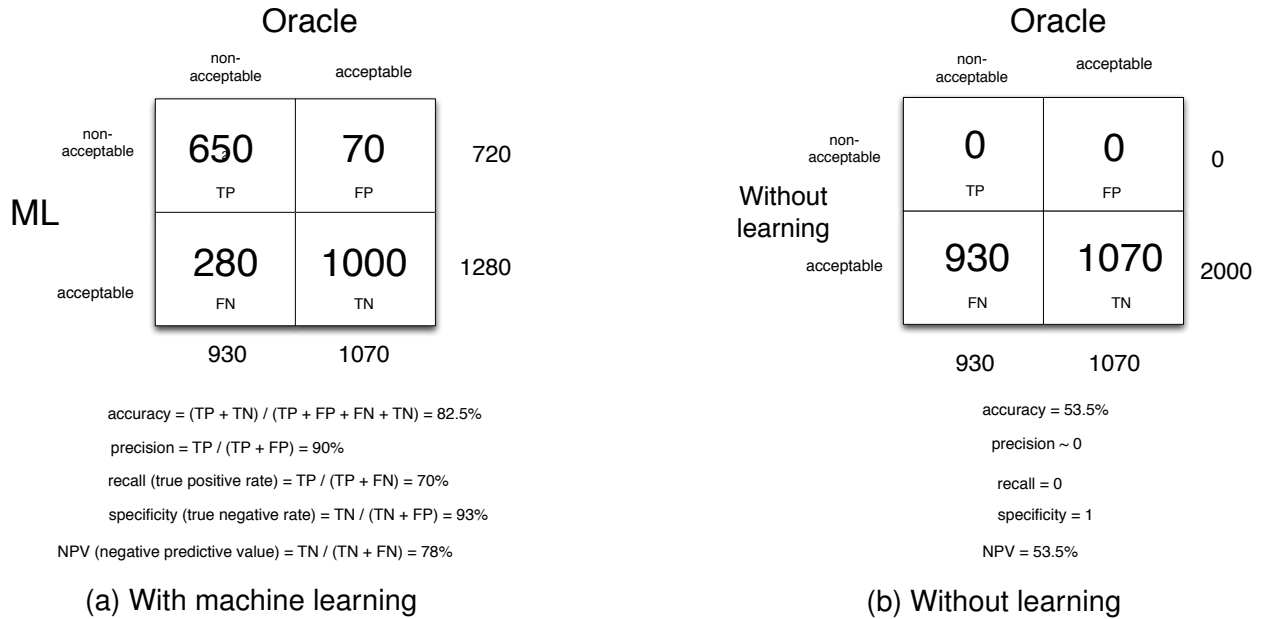 Oracle
non-
acceptable
acceptable
non-
acceptable
650
70
720
TP
FP
ML
280
1000
1280
acceptable
FN
TN
930
1070
accuracy = (TP + TN) / (TP + FP + FN + TN) = 82.5%
precision = TP / (TP + FP) = 90%
recall (true positive rate) = TP / (TP + FN) = 70%
specificity (true negative rate) = TN / (TN + FP) = 93%
NPV (negative predictive value) = TN / (TN + FN) = 78%
(a) With machine learning
Oracle
non-
acceptable
acceptable
non-
acceptable
0
0
0
TP
FP
Without
learning
930
1070
2000
acceptable
FN
TN
930
1070
accuracy = 53.5%
precision ~ 0
recall = 0
specificity = 1
NPV = 53.5%
(b) Without learning